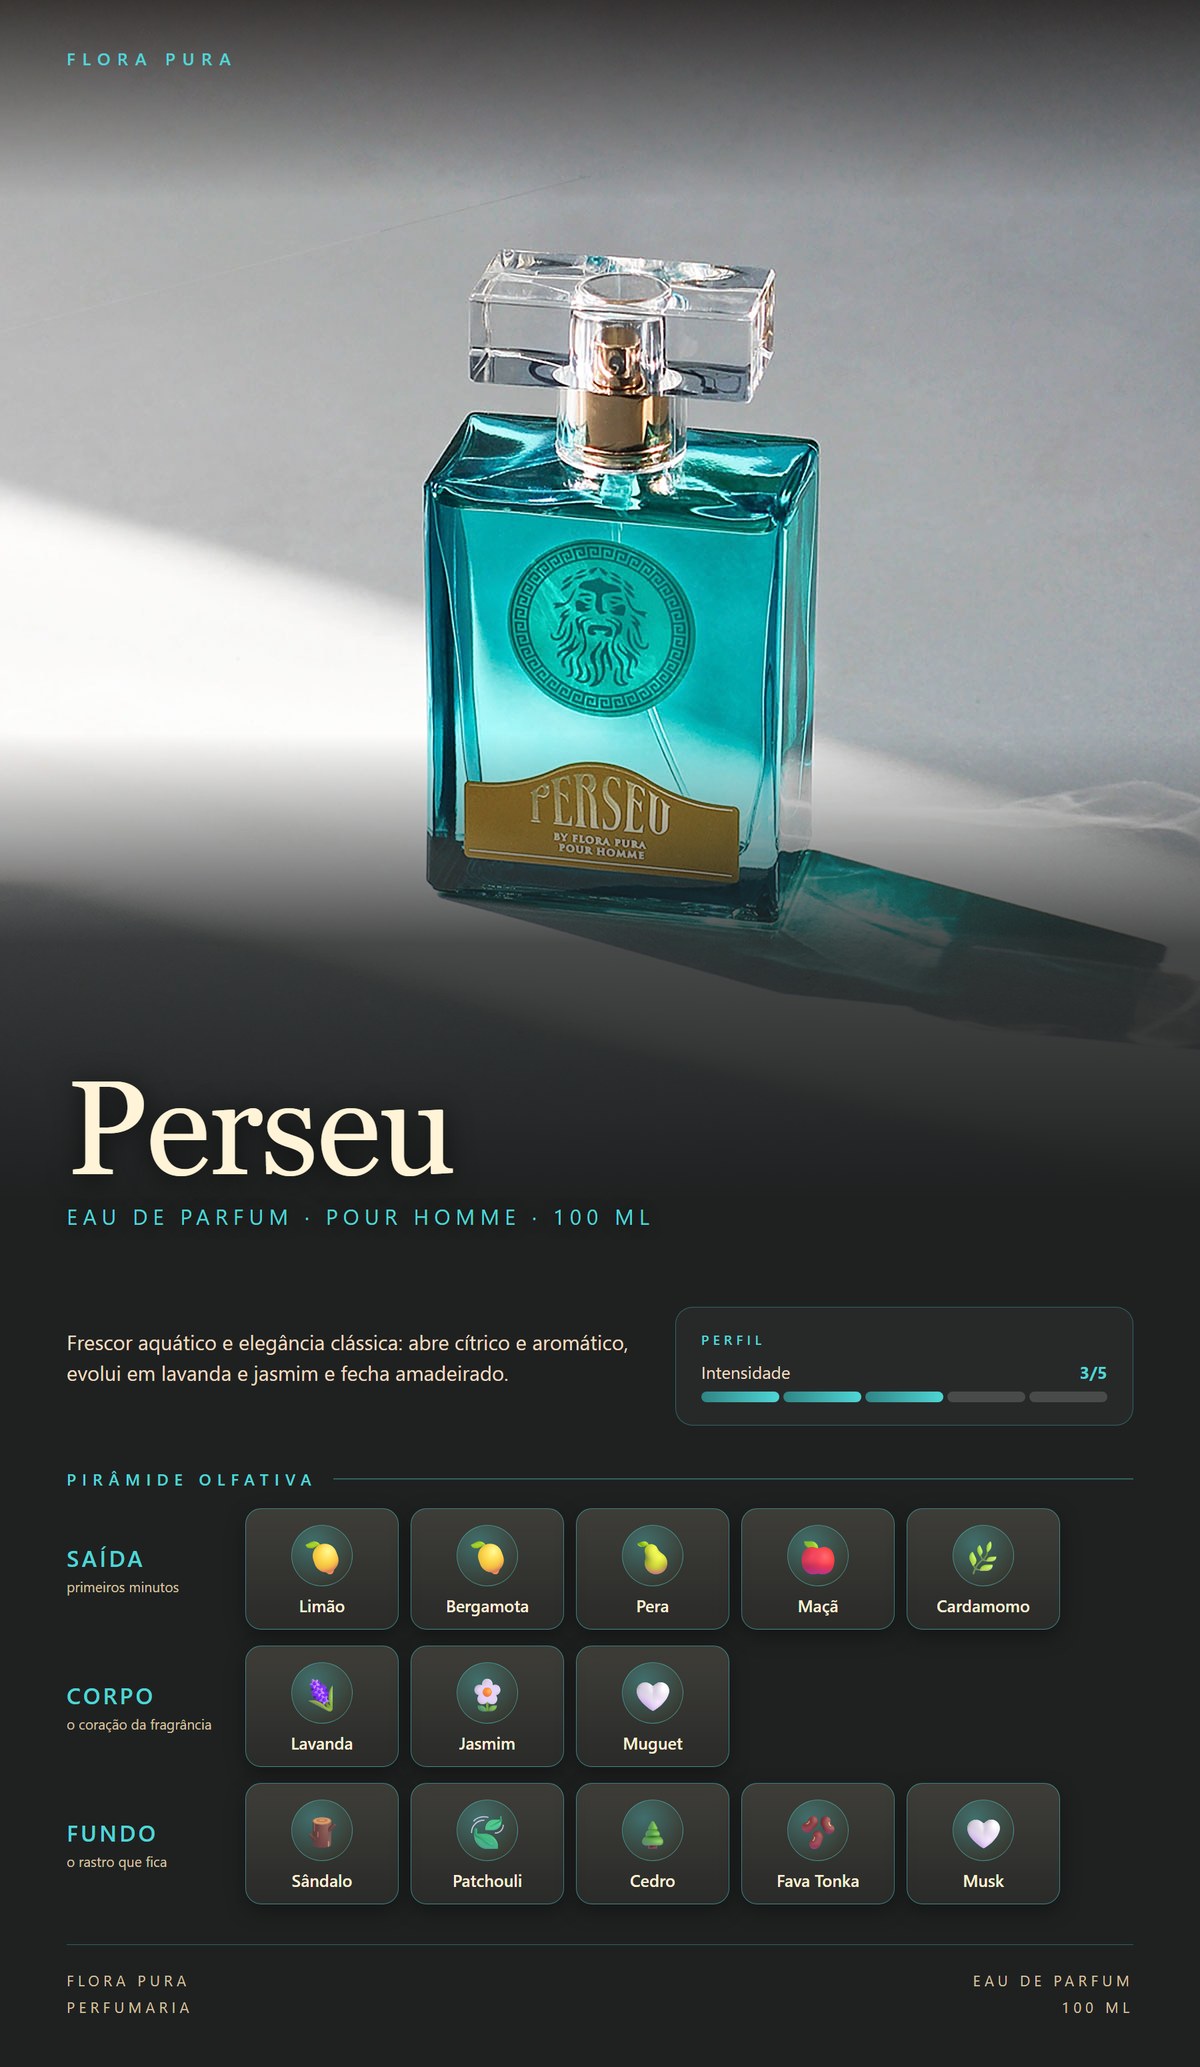 FLORA PURA
PERSEU
BY FLORA PURA
POUR HOMME
Perseu
EAU DE PARFUM · POUR HOMME · 100 ML
Frescor aquático e elegância clássica: abre cítrico e aromático,
evolui em lavanda e jasmim e fecha amadeirado.
PERFIL
Intensidade 3/5
PIRÂMIDE OLFATIVA
SAÍDA
primeiros minutos
Limão Bergamota Pera Maçã Cardamomo
CORPO
o coração da fragrância
Lavanda Jasmim Muguet
FUNDO
o rastro que fica
Sândalo Patchouli Cedro Fava Tonka Musk
FLORA PURA
PERFUMARIA
EAU DE PARFUM
100 ML